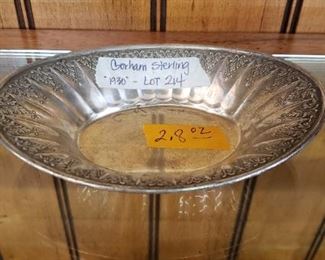 Gorham Sterling
"1930" - LOT 214
2.8 oz